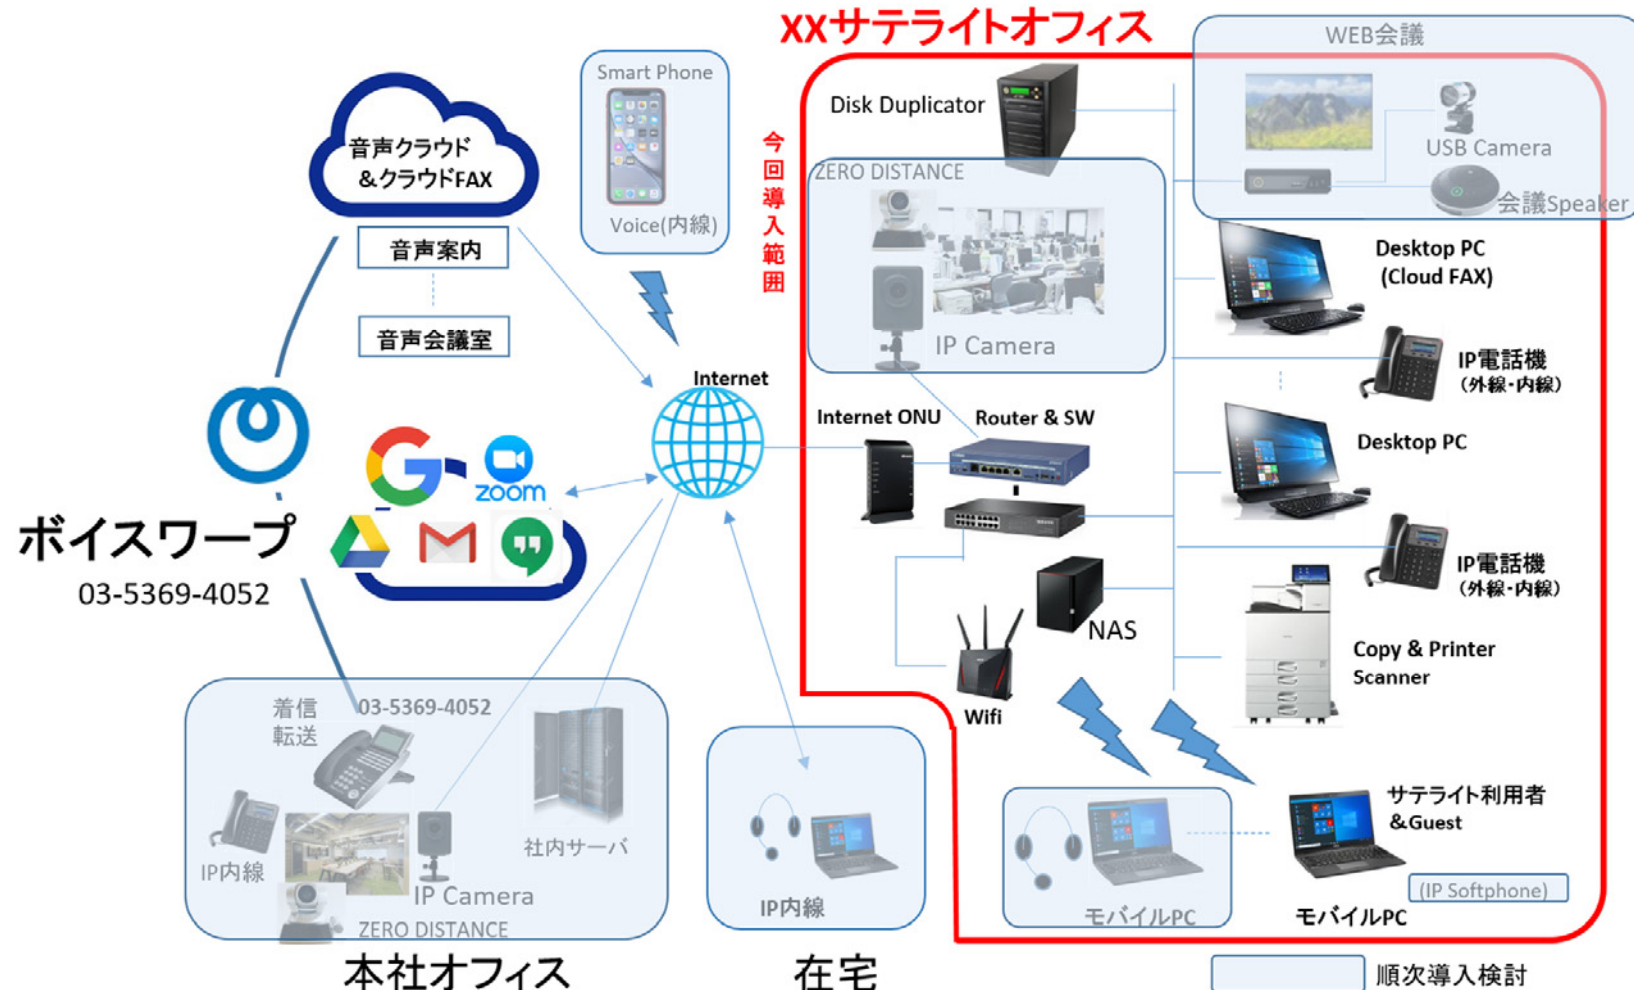 XXサテライトオフィス
WEB会議
Smart Phone
Disk Duplicator
音声クラウド
&クラウドFAX
今回導入範囲
USB Camera
ZERO DISTANCE
会議Speaker
Voice(内線)
音声案内
Desktop PC
(Cloud FAX)
音声会議室
IP Camera
IP電話機
(外線・内線)
Internet
Internet ONU
Router & SW
Desktop PC
zoom
ボイスワープ
03-5369-4052
IP電話機
(外線・内線)
NAS
Copy & Printer
Scanner
Wifi
着信
転送
03-5369-4052
サテライト利用者
&Guest
社内サーバ
IP内線
IP Camera
ZERO DISTANCE
IP内線
モバイルPC
モバイルPC
(IP Softphone)
本社オフィス
在宅
順次導入検討